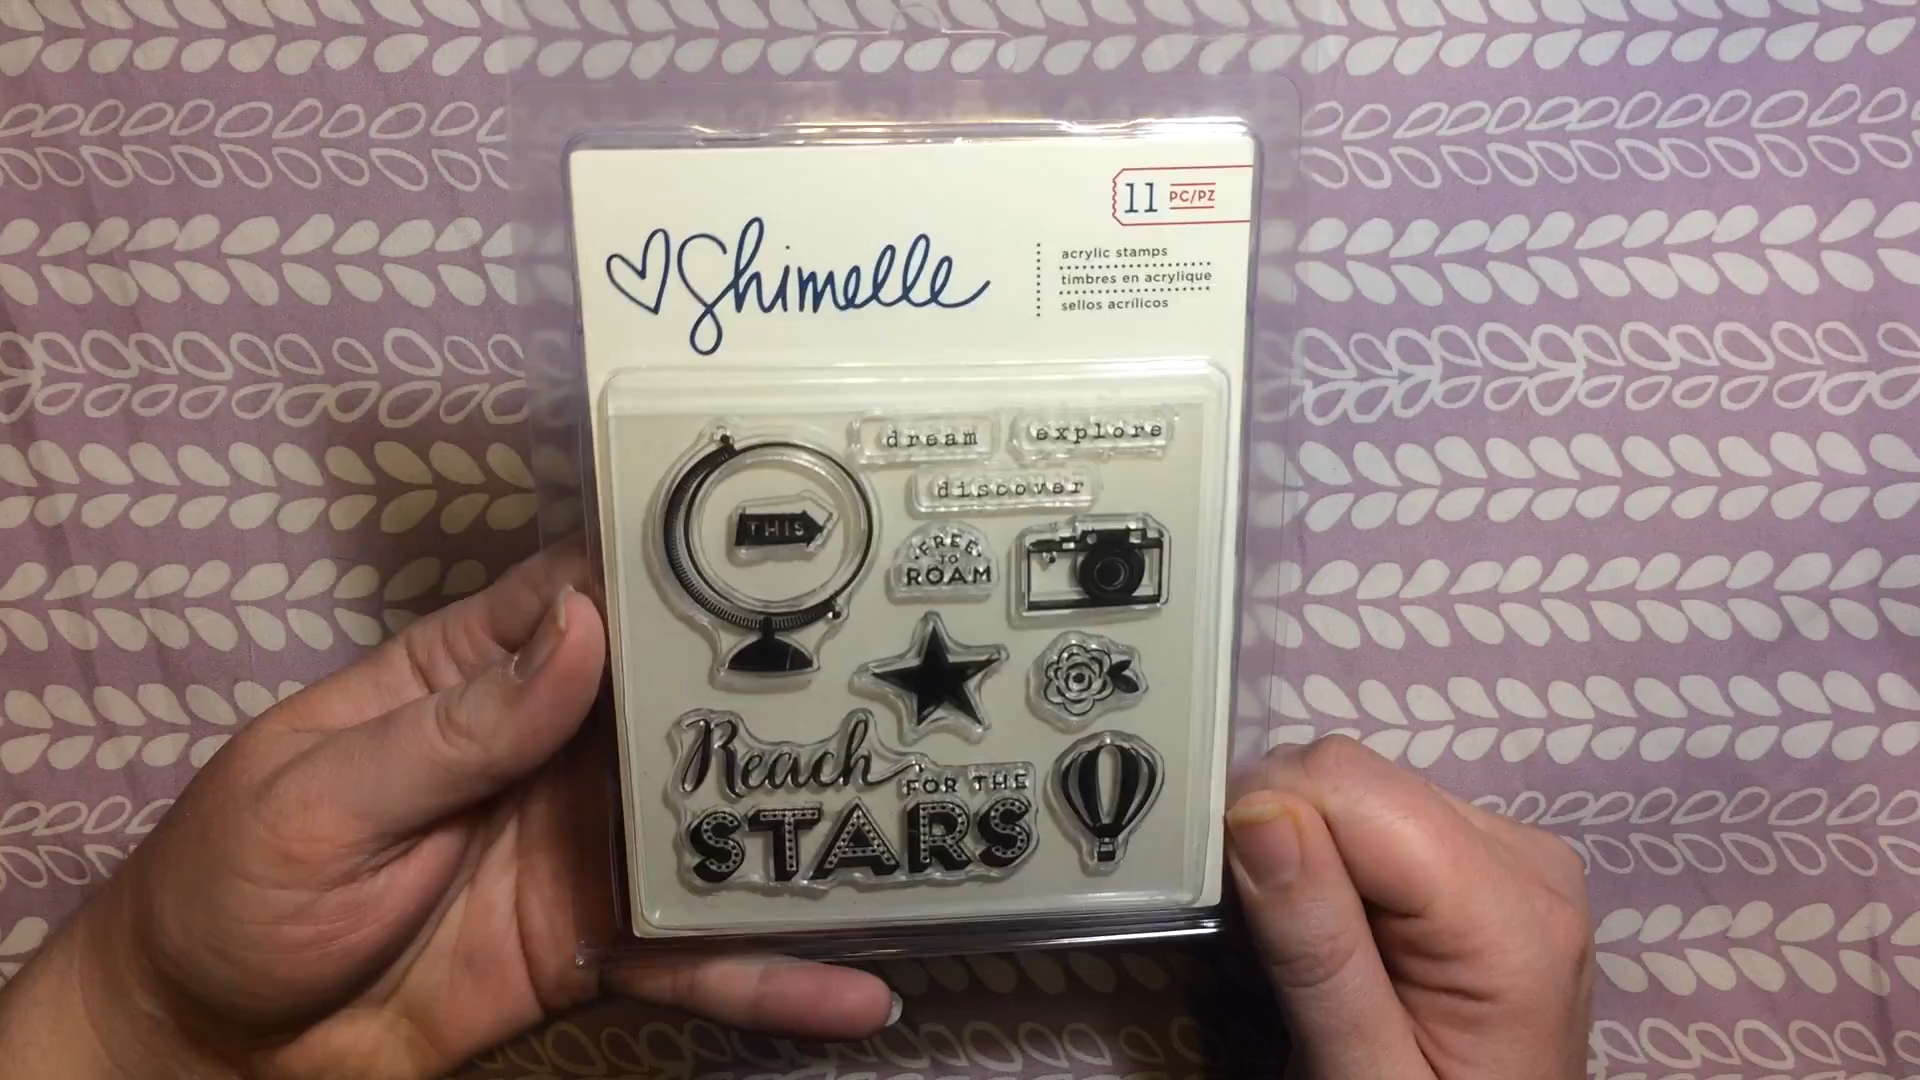 11 PC/PZ
Shimelle
acrylic stamps
timbres en acrylique
sellos acrílicos
dream
explore
discover
THIS
FREE
TO
ROAM
Reach
FOR THE
STARS